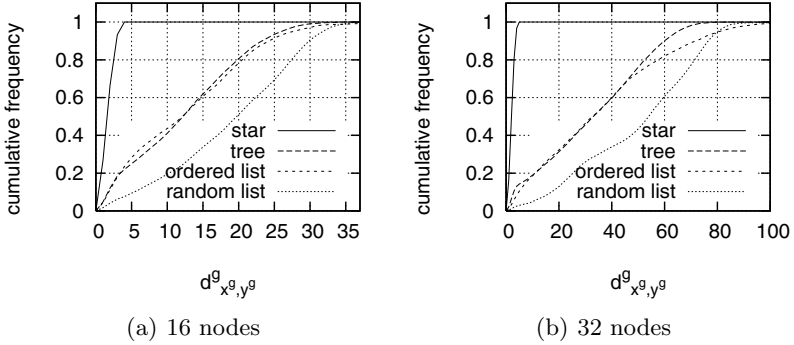 cumulative frequency
1
0.8
0.6
0.4
0.2
0
star
tree
ordered list
random list
0 5 10 15 20 25 30 35
d^g_{x^g,y^g}
(a) 16 nodes
cumulative frequency
1
0.8
0.6
0.4
0.2
0
star
tree
ordered list
random list
0 20 40 60 80 100
d^g_{x^g,y^g}
(b) 32 nodes